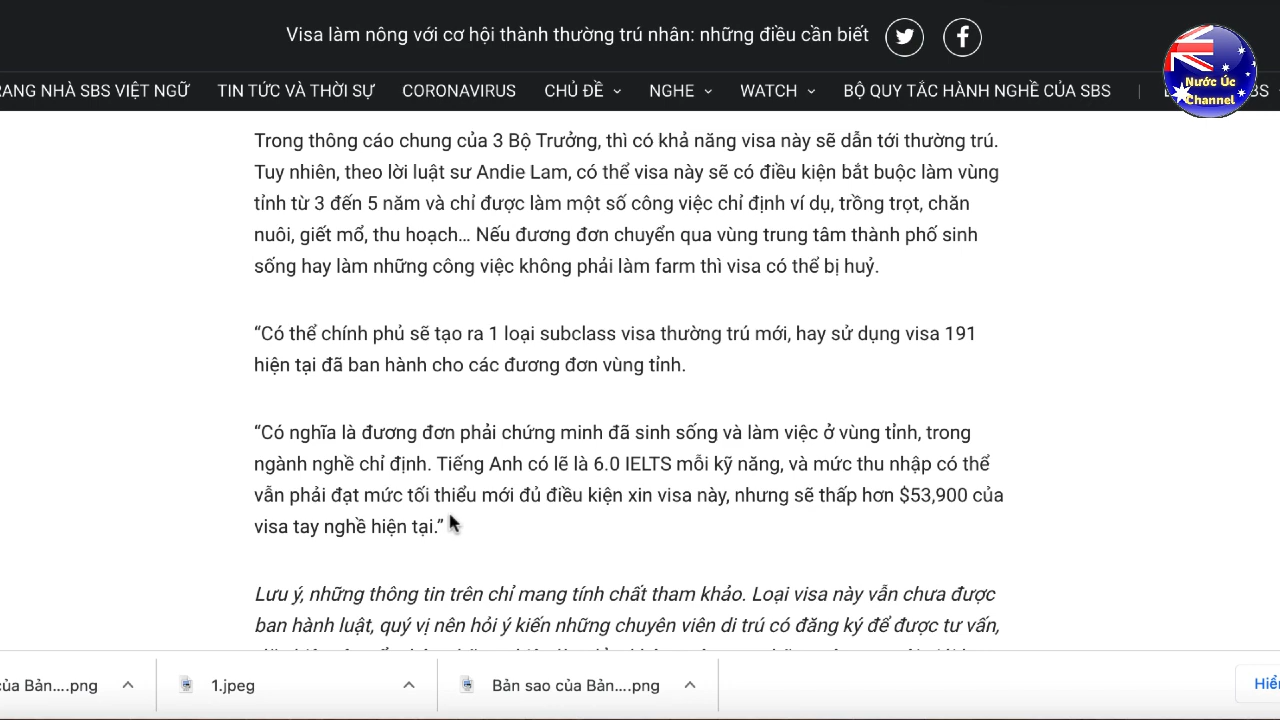 Visa làm nông với cơ hội thành thường trú nhân: những điều cần biết
RANG NHÀ SBS VIỆT NGỮ TIN TỨC VÀ THỜI SỰ CORONAVIRUS CHỦ ĐỀ NGHE WATCH BỘ QUY TẮC HÀNH NGHỀ CỦA SBS
Nước Úc
Channel
Trong thông cáo chung của 3 Bộ Trưởng, thì có khả năng visa này sẽ dẫn tới thường trú.
Tuy nhiên, theo lời luật sư Andie Lam, có thể visa này sẽ có điều kiện bắt buộc làm vùng
tỉnh từ 3 đến 5 năm và chỉ được làm một số công việc chỉ định ví dụ, trồng trọt, chăn
nuôi, giết mổ, thu hoạch… Nếu đương đơn chuyển qua vùng trung tâm thành phố sinh
sống hay làm những công việc không phải làm farm thì visa có thể bị huỷ.
“Có thể chính phủ sẽ tạo ra 1 loại subclass visa thường trú mới, hay sử dụng visa 191
hiện tại đã ban hành cho các đương đơn vùng tỉnh.
“Có nghĩa là đương đơn phải chứng minh đã sinh sống và làm việc ở vùng tỉnh, trong
ngành nghề chỉ định. Tiếng Anh có lẽ là 6.0 IELTS mỗi kỹ năng, và mức thu nhập có thể
vẫn phải đạt mức tối thiểu mới đủ điều kiện xin visa này, nhưng sẽ thấp hơn $53,900 của
visa tay nghề hiện tại.”
Lưu ý, những thông tin trên chỉ mang tính chất tham khảo. Loại visa này vẫn chưa được
ban hành luật, quý vị nên hỏi ý kiến những chuyên viên di trú có đăng ký để được tư vấn,
của Bản....png 1.jpeg Bản sao của Bản....png Hiể